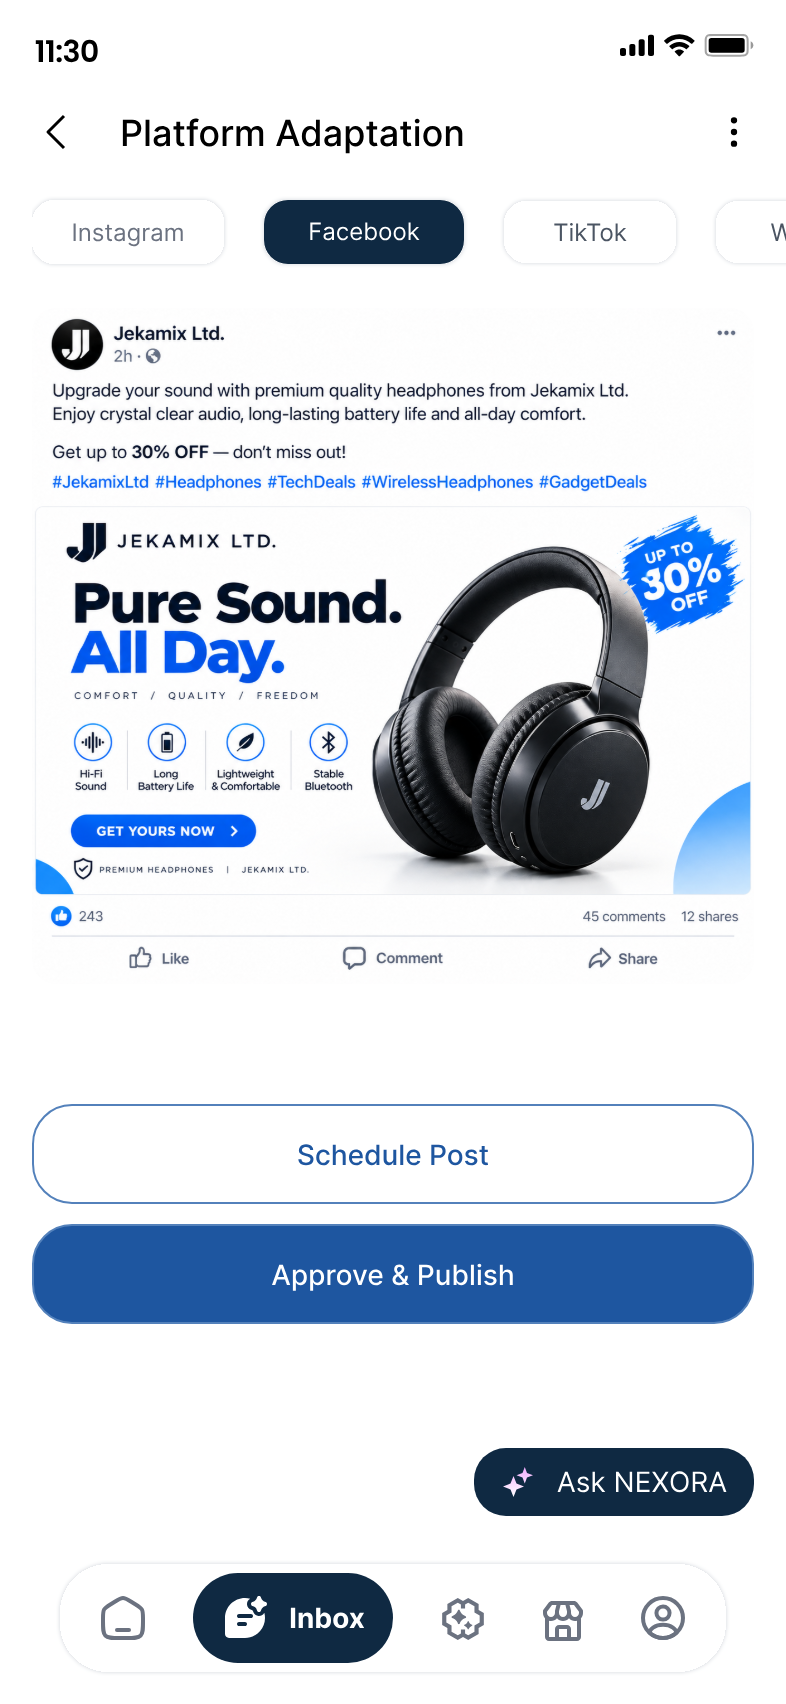 11:30
Platform Adaptation
Instagram
Facebook
TikTok
W
Jekamix Ltd.
2h ·
Upgrade your sound with premium quality headphones from Jekamix Ltd.
Enjoy crystal clear audio, long-lasting battery life and all-day comfort.
Get up to 30% OFF — don't miss out!
#JekamixLtd #Headphones #TechDeals #WirelessHeadphones #GadgetDeals
JEKAMIX LTD.
UP TO
30%
OFF
Pure Sound.
All Day.
COMFORT / QUALITY / FREEDOM
Hi-Fi
Sound
Long
Battery Life
Lightweight
& Comfortable
Stable
Bluetooth
GET YOURS NOW
PREMIUM HEADPHONES | JEKAMIX LTD.
243
45 comments 12 shares
Like
Comment
Share
Schedule Post
Approve & Publish
Ask NEXORA
Inbox